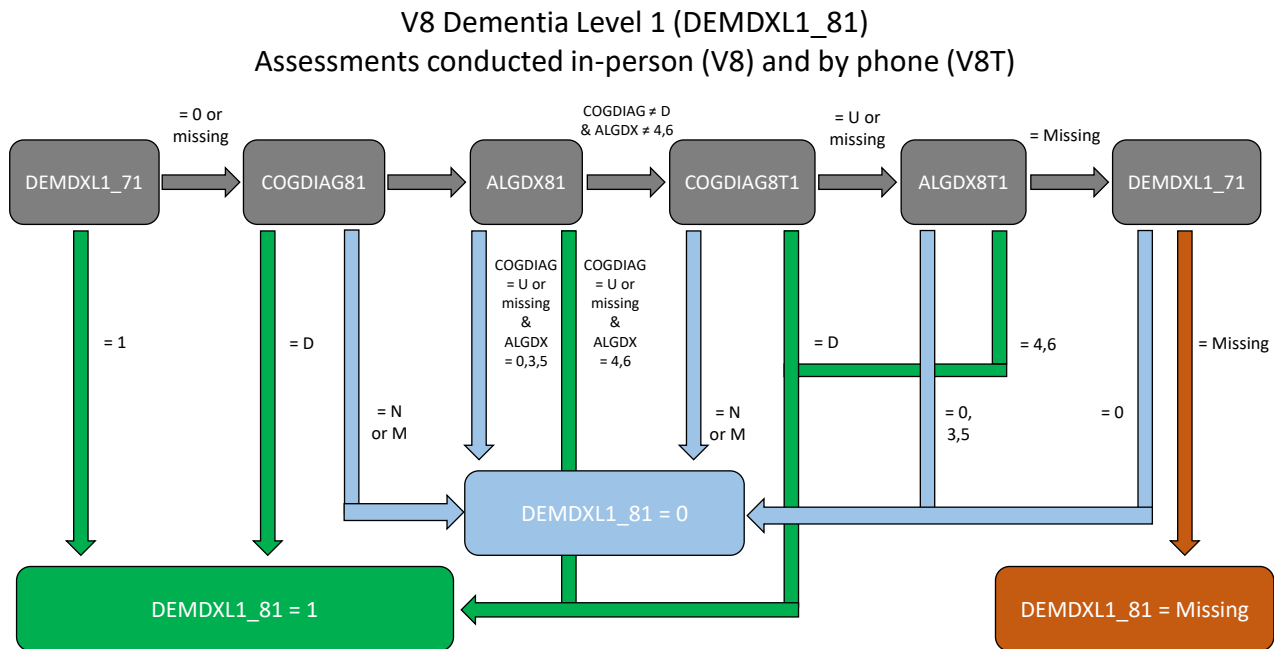 V8 Dementia Level 1 (DEMDXL1_81)
Assessments conducted in-person (V8) and by phone (V8T)
= 0 or
missing
COGDIAG ≠ D
& ALGDX ≠ 4,6
= U or
missing
= Missing
DEMDXL1_71
COGDIAG81
ALGDX81
COGDIAG8T1
ALGDX8T1
DEMDXL1_71
= 1
= D
= N
or M
COGDIAG
= U or
missing
&
ALGDX
= 0,3,5
COGDIAG
= U or
missing
&
ALGDX
= 4,6
= N
or M
= D
= 0,
3,5
= 4,6
= 0
= Missing
DEMDXL1_81 = 0
DEMDXL1_81 = 1
DEMDXL1_81 = Missing